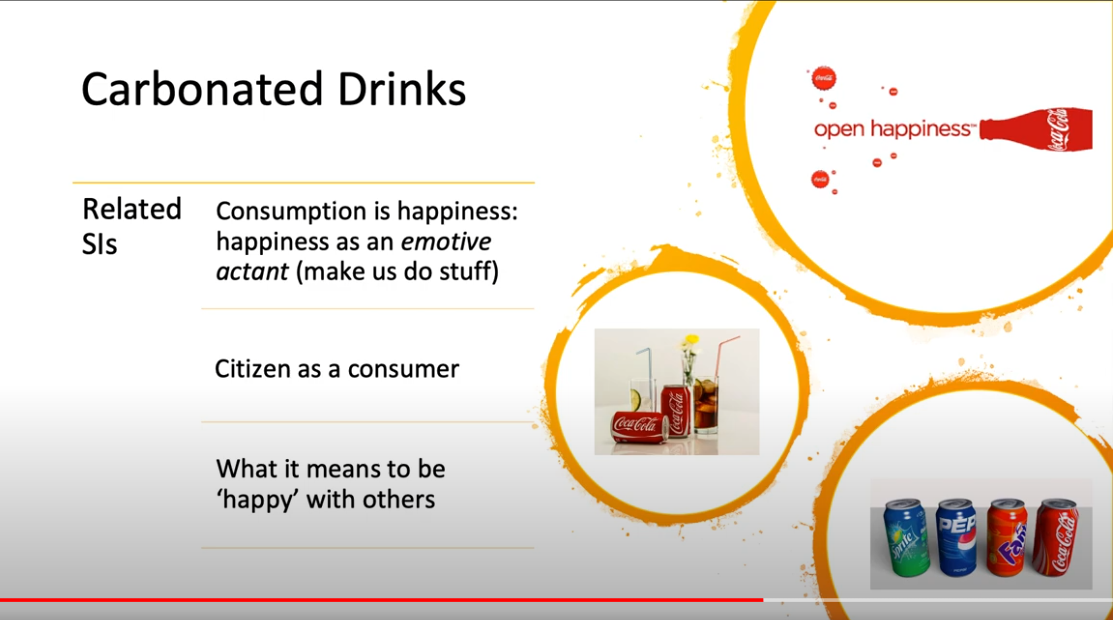 Carbonated Drinks
Related
SIs
Consumption is happiness:
happiness as an emotive
actant (make us do stuff)
Citizen as a consumer
What it means to be
‘happy’ with others
open happiness™
Coca-Cola
Coca-Cola
Coca-Cola
Sprite
PEPSI
Fanta
Coca-Cola